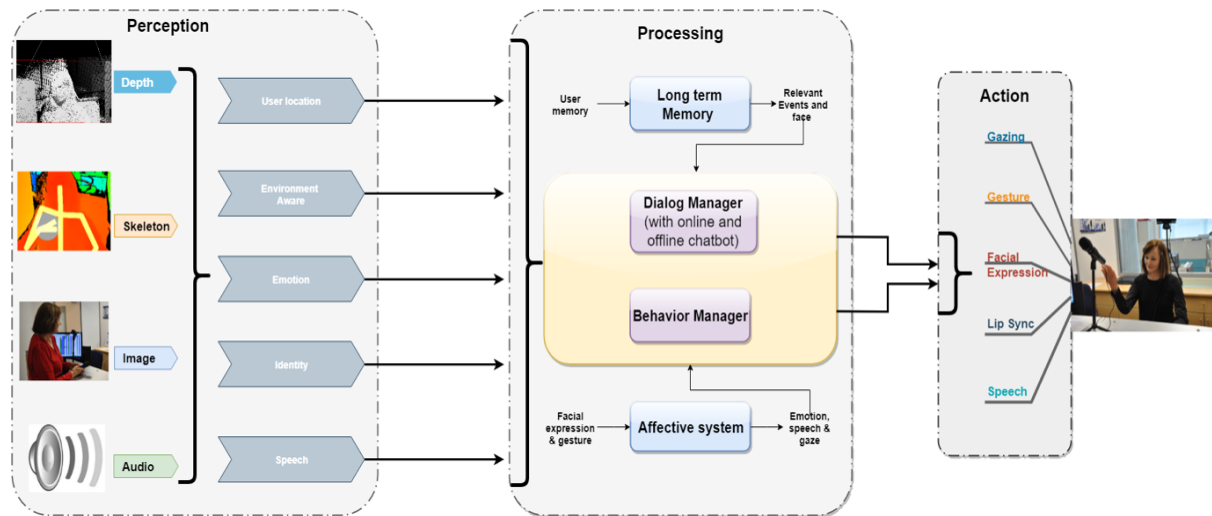 Perception
Depth
Skeleton
Image
Audio
User location
Environment
Aware
Emotion
Identity
Speech
Processing
User
memory
Long term
Memory
Relevant
Events and
face
Dialog Manager
(with online and
offline chatbot)
Behavior Manager
Facial
expression
& gesture
Affective system
Emotion,
speech &
gaze
Action
Gazing
Gesture
Facial
Expression
Lip Sync
Speech